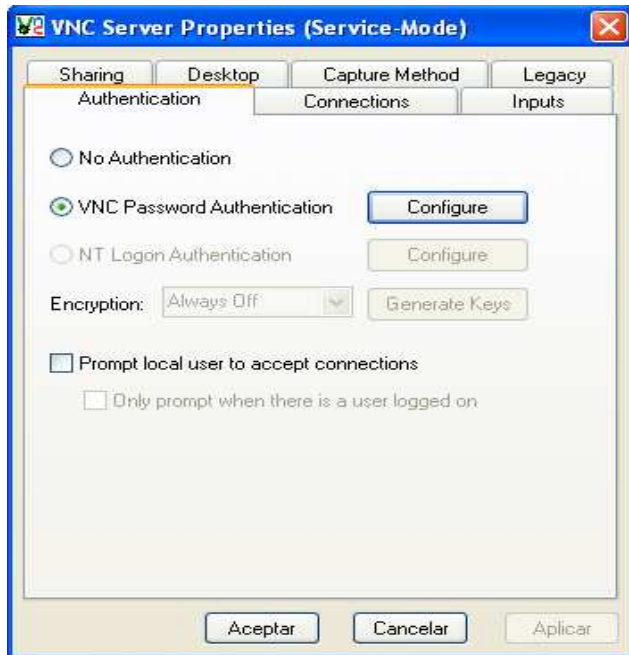 VNC Server Properties (Service-Mode)
Sharing Desktop Capture Method Legacy
Authentication Connections Inputs
No Authentication
VNC Password Authentication Configure
NT Logon Authentication Configure
Encryption: Always Off Generate Keys
Prompt local user to accept connections
Only prompt when there is a user logged on
Aceptar Cancelar Aplicar